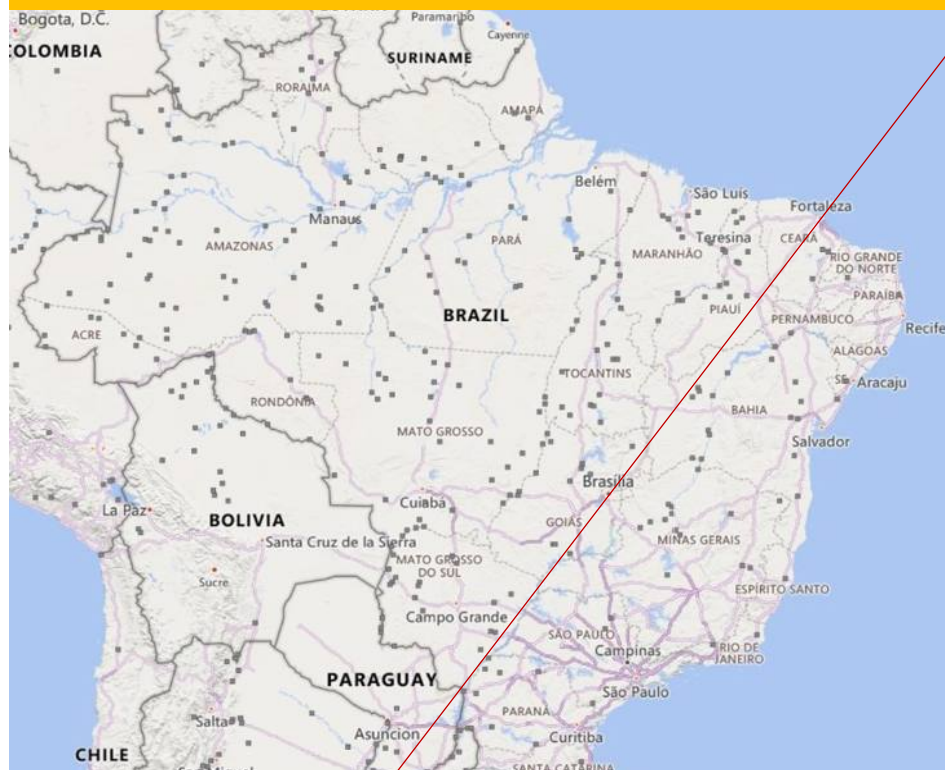 Bogota, D.C.
Paramaribo
Cayenne
COLOMBIA
SURINAME
RORAIMA
AMAPÁ
Belém
São Luís
Manaus
Fortaleza
AMAZONAS
PARÁ
Teresina
CEARÁ
MARANHÃO
RIO GRANDE
DO NORTE
PARAÍBA
PIAUÍ
BRAZIL
PERNAMBUCO
Recife
ACRE
ALAGOAS
TOCANTINS
SE
Aracaju
RONDÔNIA
BAHIA
MATO GROSSO
Salvador
Brasília
Cuiabá
La Paz
BOLIVIA
GOIÁS
Santa Cruz de la Sierra
MINAS GERAIS
MATO GROSSO
DO SUL
Sucre
ESPÍRITO SANTO
Campo Grande
SÃO PAULO
Campinas
RIO DE
JANEIRO
PARAGUAY
São Paulo
PARANÁ
Salta
Asuncion
Curitiba
CHILE
SANTA CATARINA